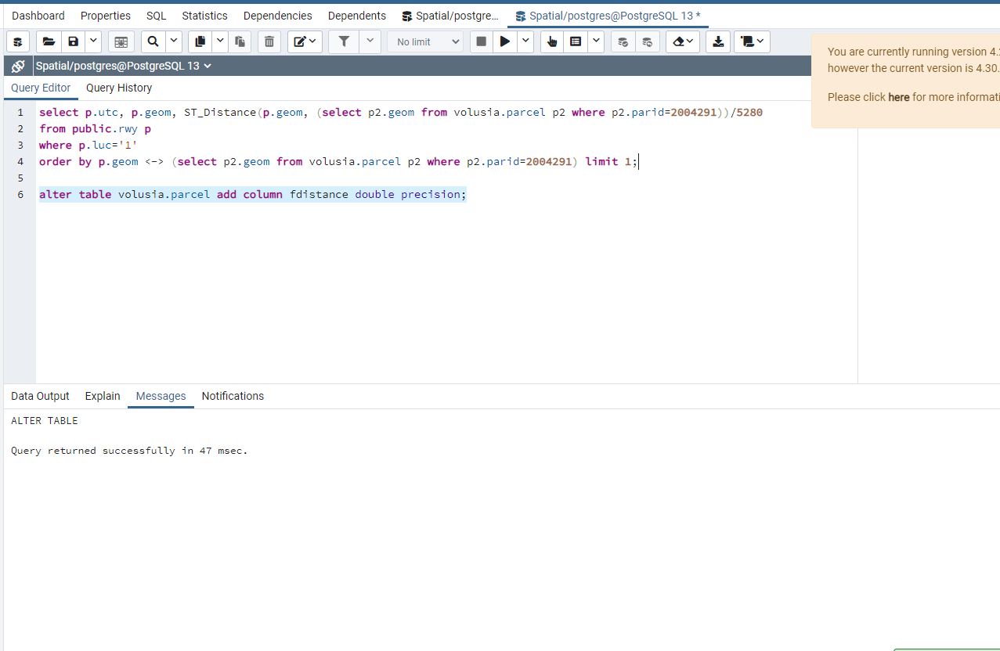 Dashboard Properties SQL Statistics Dependencies Dependents Spatial/postgre... Spatial/postgres@PostgreSQL 13 *
No limit
Spatial/postgres@PostgreSQL 13
You are currently running version 4.
however the current version is 4.30.
Please click here for more informati
Query Editor Query History
1 select p.utc, p.geom, ST_Distance(p.geom, (select p2.geom from volusia.parcel p2 where p2.parid=2004291))/5280
2 from public.rwy p
3 where p.luc='1'
4 order by p.geom <-> (select p2.geom from volusia.parcel p2 where p2.parid=2004291) limit 1;
5
6 alter table volusia.parcel add column fdistance double precision;
Data Output Explain Messages Notifications
ALTER TABLE
Query returned successfully in 47 msec.